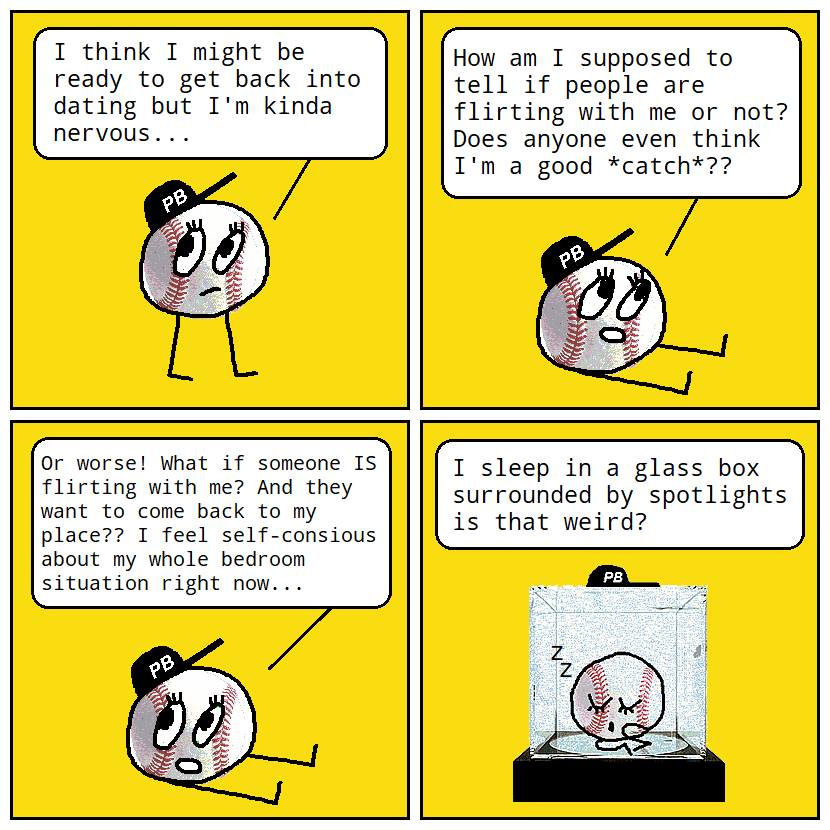 I think I might be
ready to get back into
dating but I'm kinda
nervous...
PB
How am I supposed to
tell if people are
flirting with me or not?
Does anyone even think
I'm a good *catch*??
PB
Or worse! What if someone IS
flirting with me? And they
want to come back to my
place?? I feel self-consious
about my whole bedroom
situation right now...
PB
I sleep in a glass box
surrounded by spotlights
is that weird?
PB
Z
Z